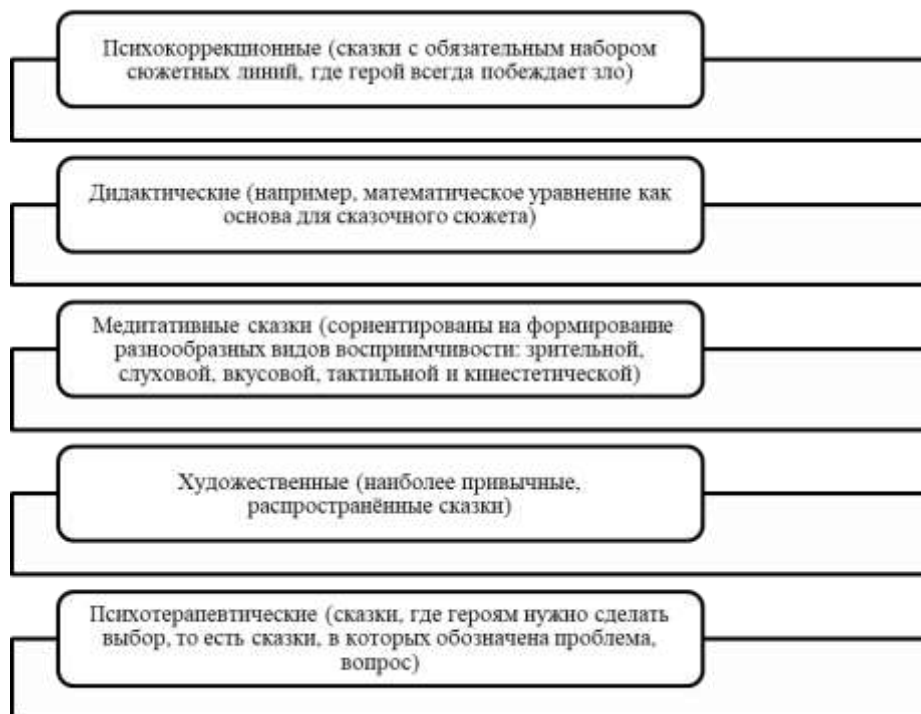 Психокоррекционные (сказки с обязательным набором
сюжетных линий, где герой всегда побеждает зло)
Дидактические (например, математическое уравнение как
основа для сказочного сюжета)
Медитативные сказки (сориентированы на формирование
разнообразных видов восприимчивости: зрительной,
слуховой, вкусовой, тактильной и кинестетической)
Художественные (наиболее привычные,
распространённые сказки)
Психотерапевтические (сказки, где героям нужно сделать
выбор, то есть сказки, в которых обозначена проблема,
вопрос)